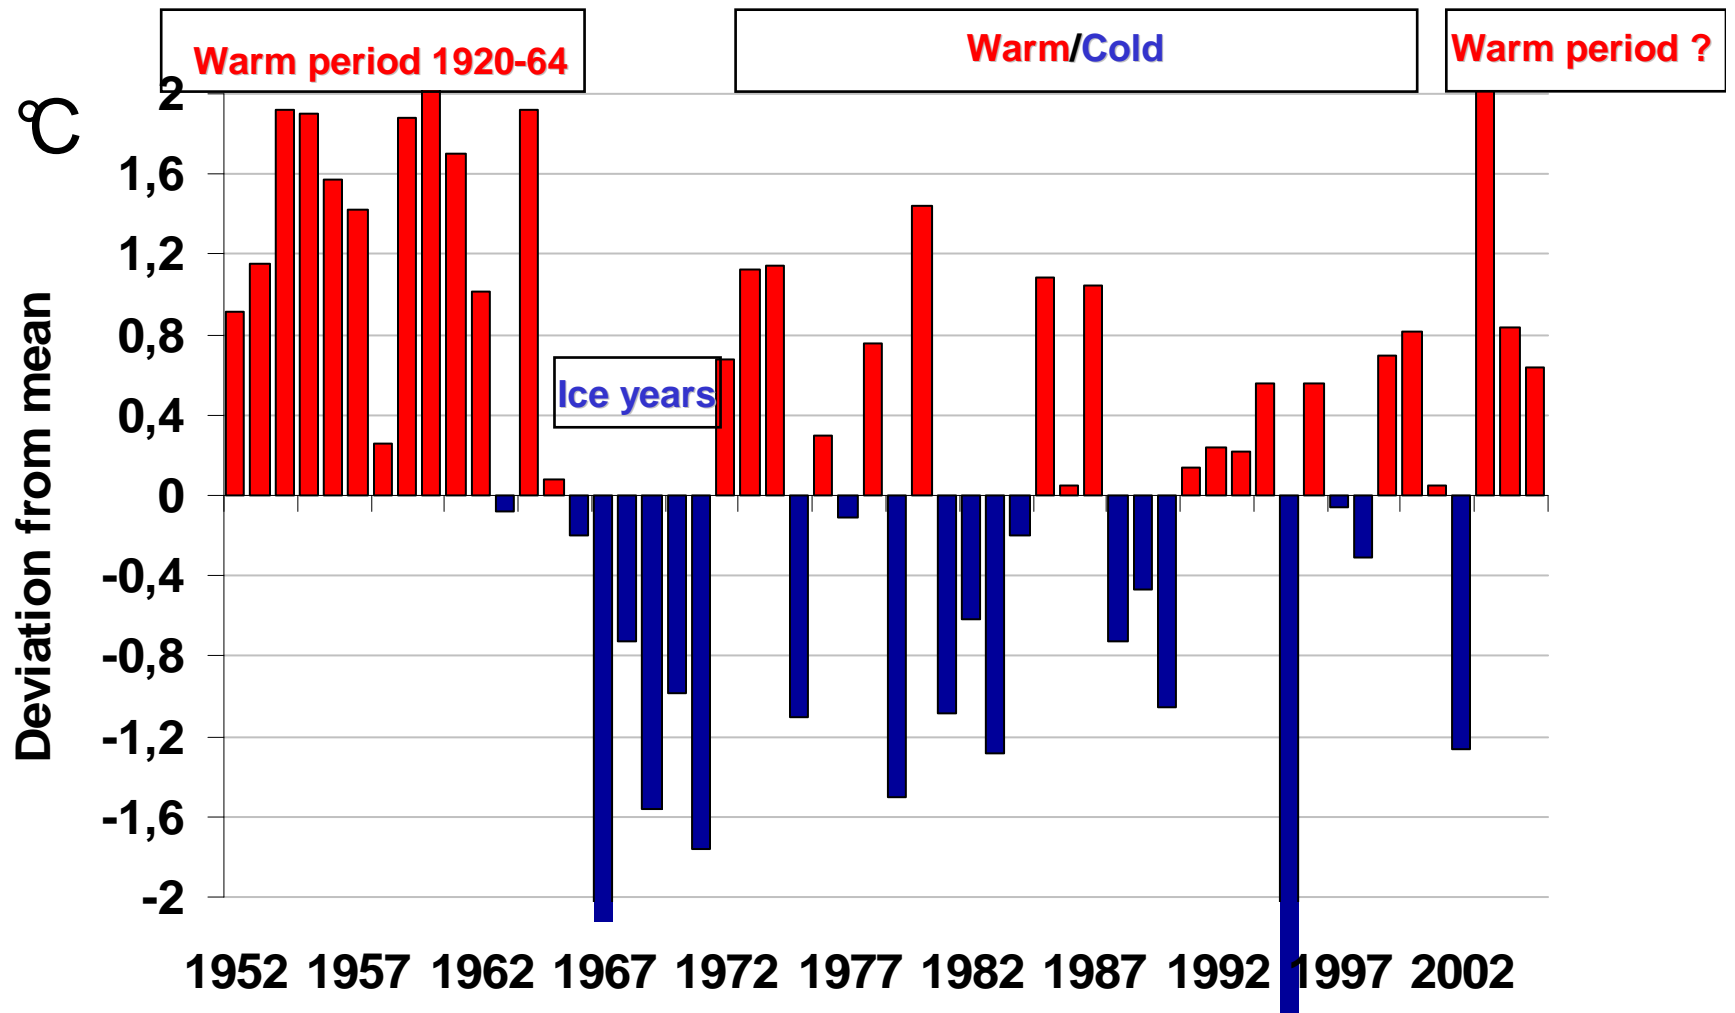 Warm period 1920-64
Warm/Cold
Warm period ?
°C
2
1,6
1,2
0,8
0,4
0
-0,4
-0,8
-1,2
-1,6
-2
Deviation from mean
Ice years
1952 1957 1962 1967 1972 1977 1982 1987 1992 1997 2002